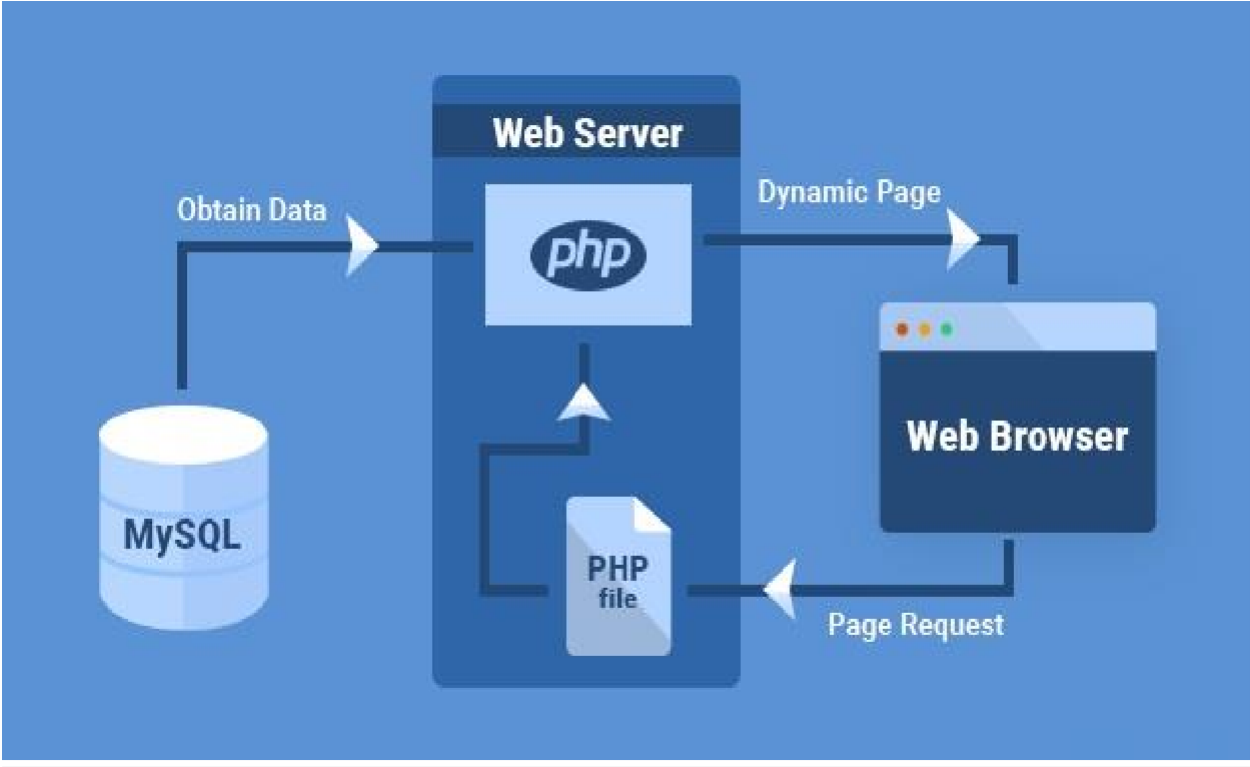 Web Server
Obtain Data
Dynamic Page
php
Web Browser
MySQL
PHP
file
Page Request